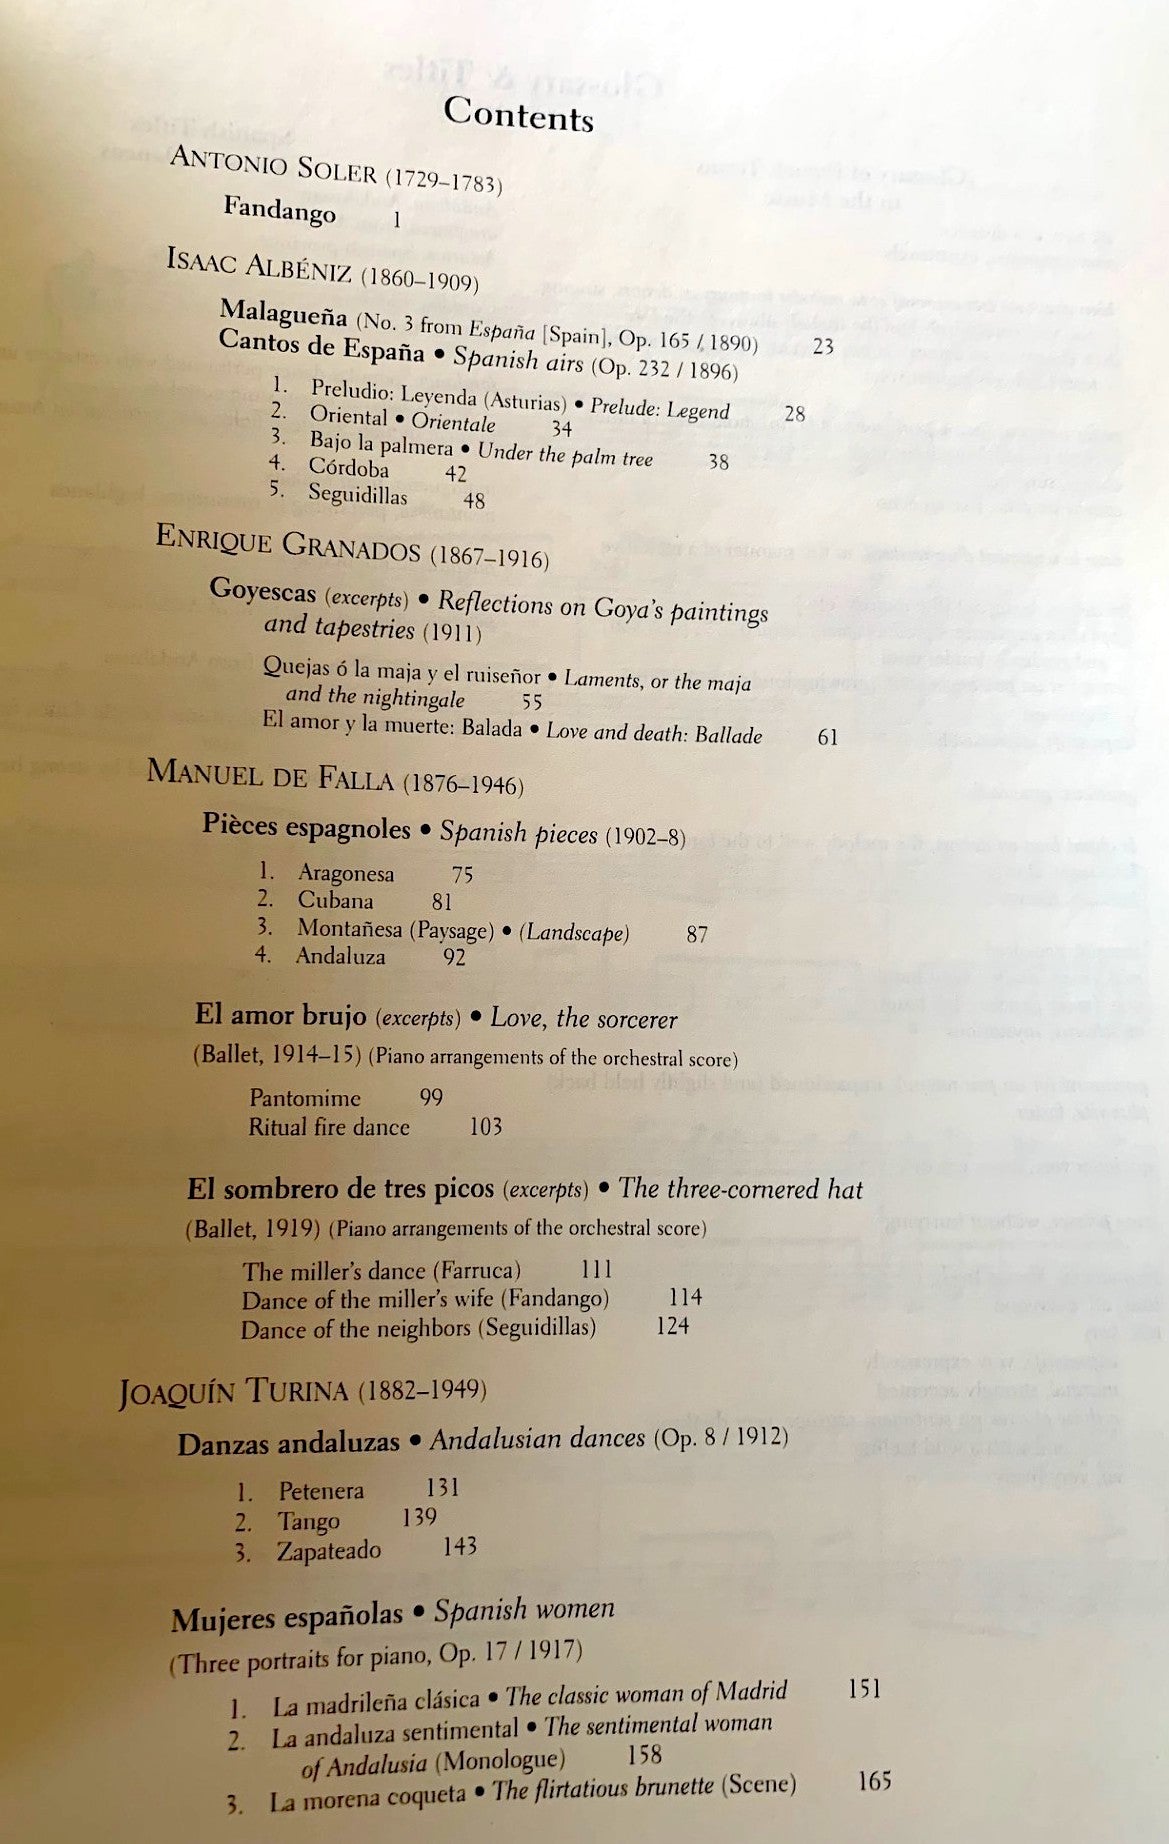 Contents
ANTONIO SOLER (1729–1783)
Fandango 1
ISAAC ALBÉNIZ (1860–1909)
Malagueña (No. 3 from España [Spain], Op. 165 / 1890) 23
Cantos de España • Spanish airs (Op. 232 / 1896)
1. Preludio: Leyenda (Asturias) • Prelude: Legend 28
2. Oriental • Orientale 34
3. Bajo la palmera • Under the palm tree 38
4. Córdoba 42
5. Seguidillas 48
ENRIQUE GRANADOS (1867–1916)
Goyescas (excerpts) • Reflections on Goya's paintings
and tapestries (1911)
Quejas ó la maja y el ruiseñor • Laments, or the maja
and the nightingale 55
El amor y la muerte: Balada • Love and death: Ballade 61
MANUEL DE FALLA (1876–1946)
Pièces espagnoles • Spanish pieces (1902–8)
1. Aragonesa 75
2. Cubana 81
3. Montañesa (Paysage) • (Landscape) 87
4. Andaluza 92
El amor brujo (excerpts) • Love, the sorcerer
(Ballet, 1914–15) (Piano arrangements of the orchestral score)
Pantomime 99
Ritual fire dance 103
El sombrero de tres picos (excerpts) • The three-cornered hat
(Ballet, 1919) (Piano arrangements of the orchestral score)
The miller's dance (Farruca) 111
Dance of the miller's wife (Fandango) 114
Dance of the neighbors (Seguidillas) 124
JOAQUÍN TURINA (1882–1949)
Danzas andaluzas • Andalusian dances (Op. 8 / 1912)
1. Petenera 131
2. Tango 139
3. Zapateado 143
Mujeres españolas • Spanish women
(Three portraits for piano, Op. 17 / 1917)
1. La madrileña clásica • The classic woman of Madrid 151
2. La andaluza sentimental • The sentimental woman
of Andalusia (Monologue) 158
3. La morena coqueta • The flirtatious brunette (Scene) 165